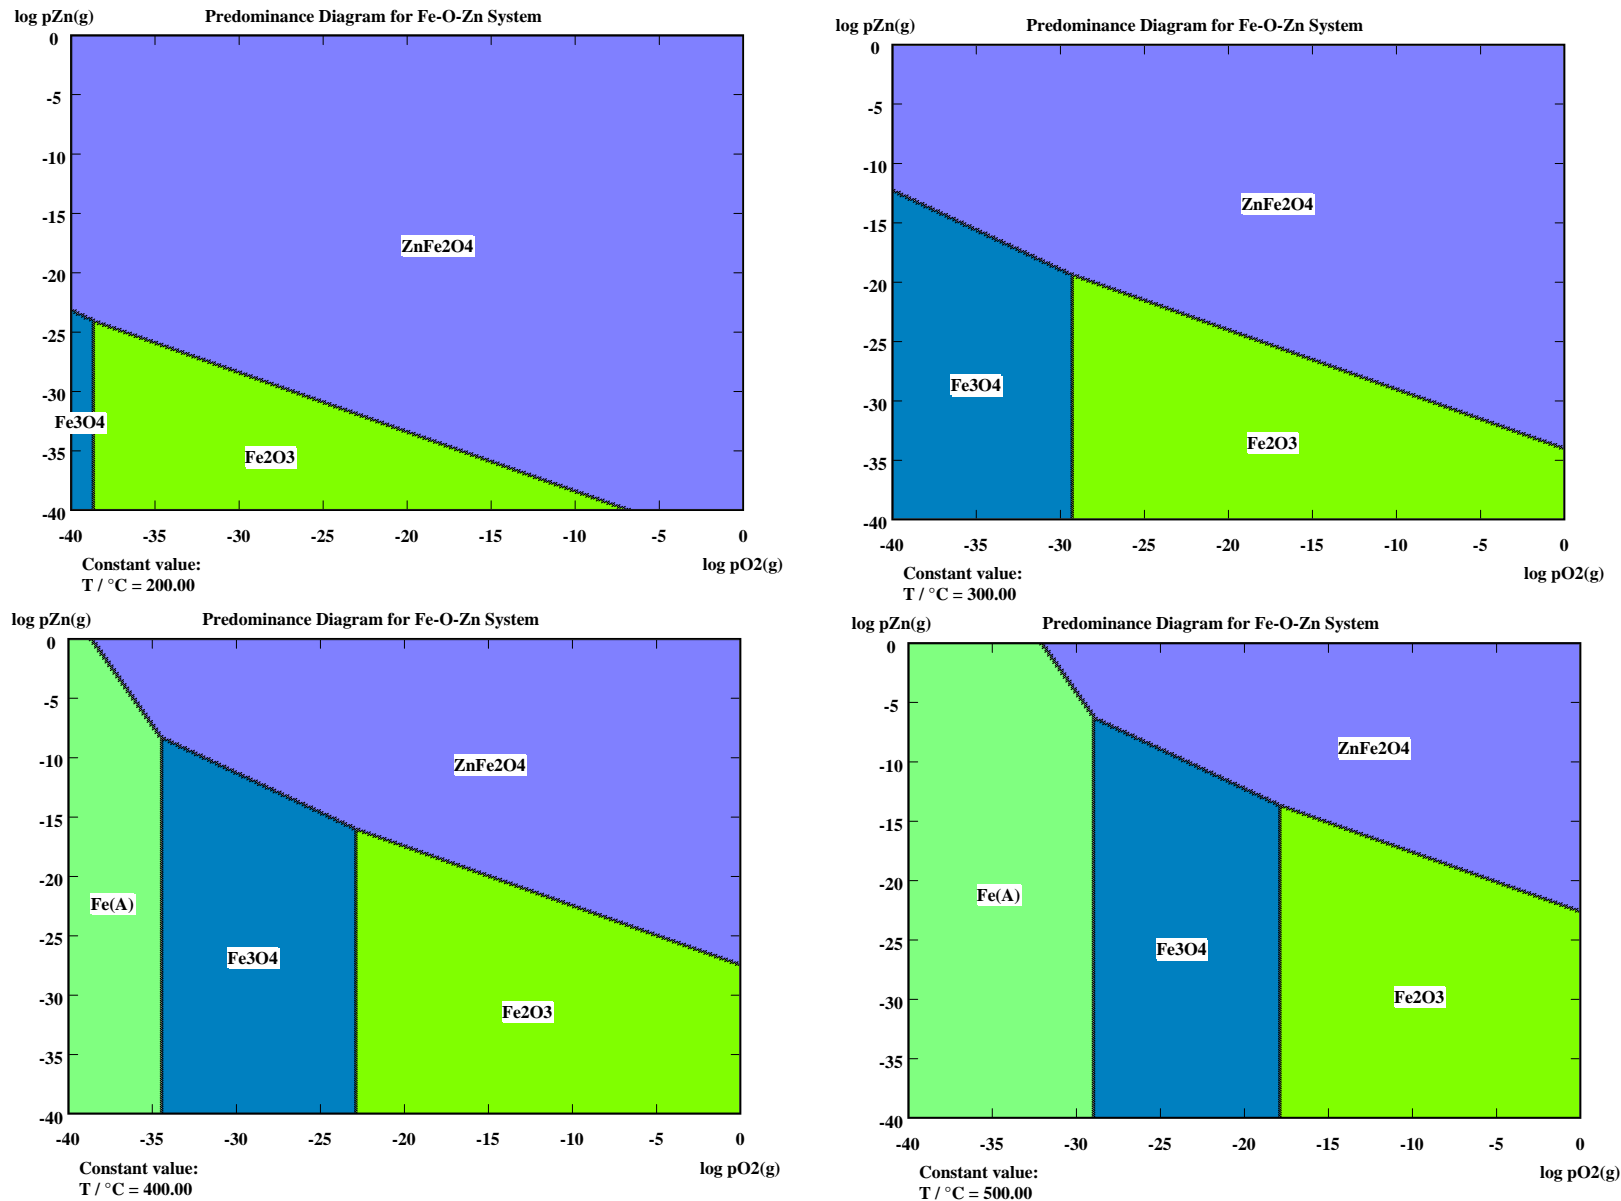 log pZn(g) Predominance Diagram for Fe-O-Zn System
0
-5
-10
-15
-20
-25
-30
-35
-40
ZnFe2O4
Fe3O4
Fe2O3
-40 -35 -30 -25 -20 -15 -10 -5 0
Constant value: log pO2(g)
T / °C = 200.00
log pZn(g) Predominance Diagram for Fe-O-Zn System
0
-5
-10
-15
-20
-25
-30
-35
-40
ZnFe2O4
Fe3O4
Fe2O3
-40 -35 -30 -25 -20 -15 -10 -5 0
Constant value: log pO2(g)
T / °C = 300.00
log pZn(g) Predominance Diagram for Fe-O-Zn System
0
-5
-10
-15
-20
-25
-30
-35
-40
ZnFe2O4
Fe(A)
Fe3O4
Fe2O3
-40 -35 -30 -25 -20 -15 -10 -5 0
Constant value: log pO2(g)
T / °C = 400.00
log pZn(g) Predominance Diagram for Fe-O-Zn System
0
-5
-10
-15
-20
-25
-30
-35
-40
ZnFe2O4
Fe(A)
Fe3O4
Fe2O3
-40 -35 -30 -25 -20 -15 -10 -5 0
Constant value: log pO2(g)
T / °C = 500.00